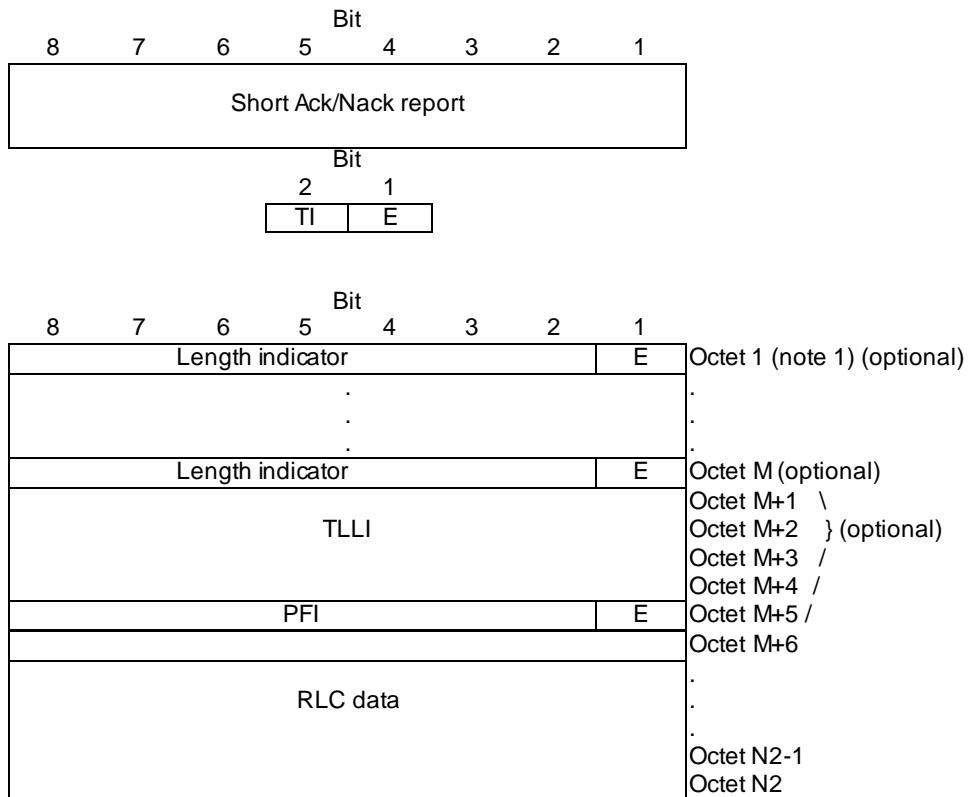 Bit
8 7 6 5 4 3 2 1
Short Ack/Nack report
Bit
2 1
TI E
Bit
8 7 6 5 4 3 2 1
Length indicator E Octet 1 (note 1) (optional)
. .
. .
. .
Length indicator E Octet M (optional)
Octet M+1 \
TLLI Octet M+2 } (optional)
Octet M+3 /
Octet M+4 /
PFI E Octet M+5 /
Octet M+6
.
RLC data .
.
Octet N2-1
Octet N2